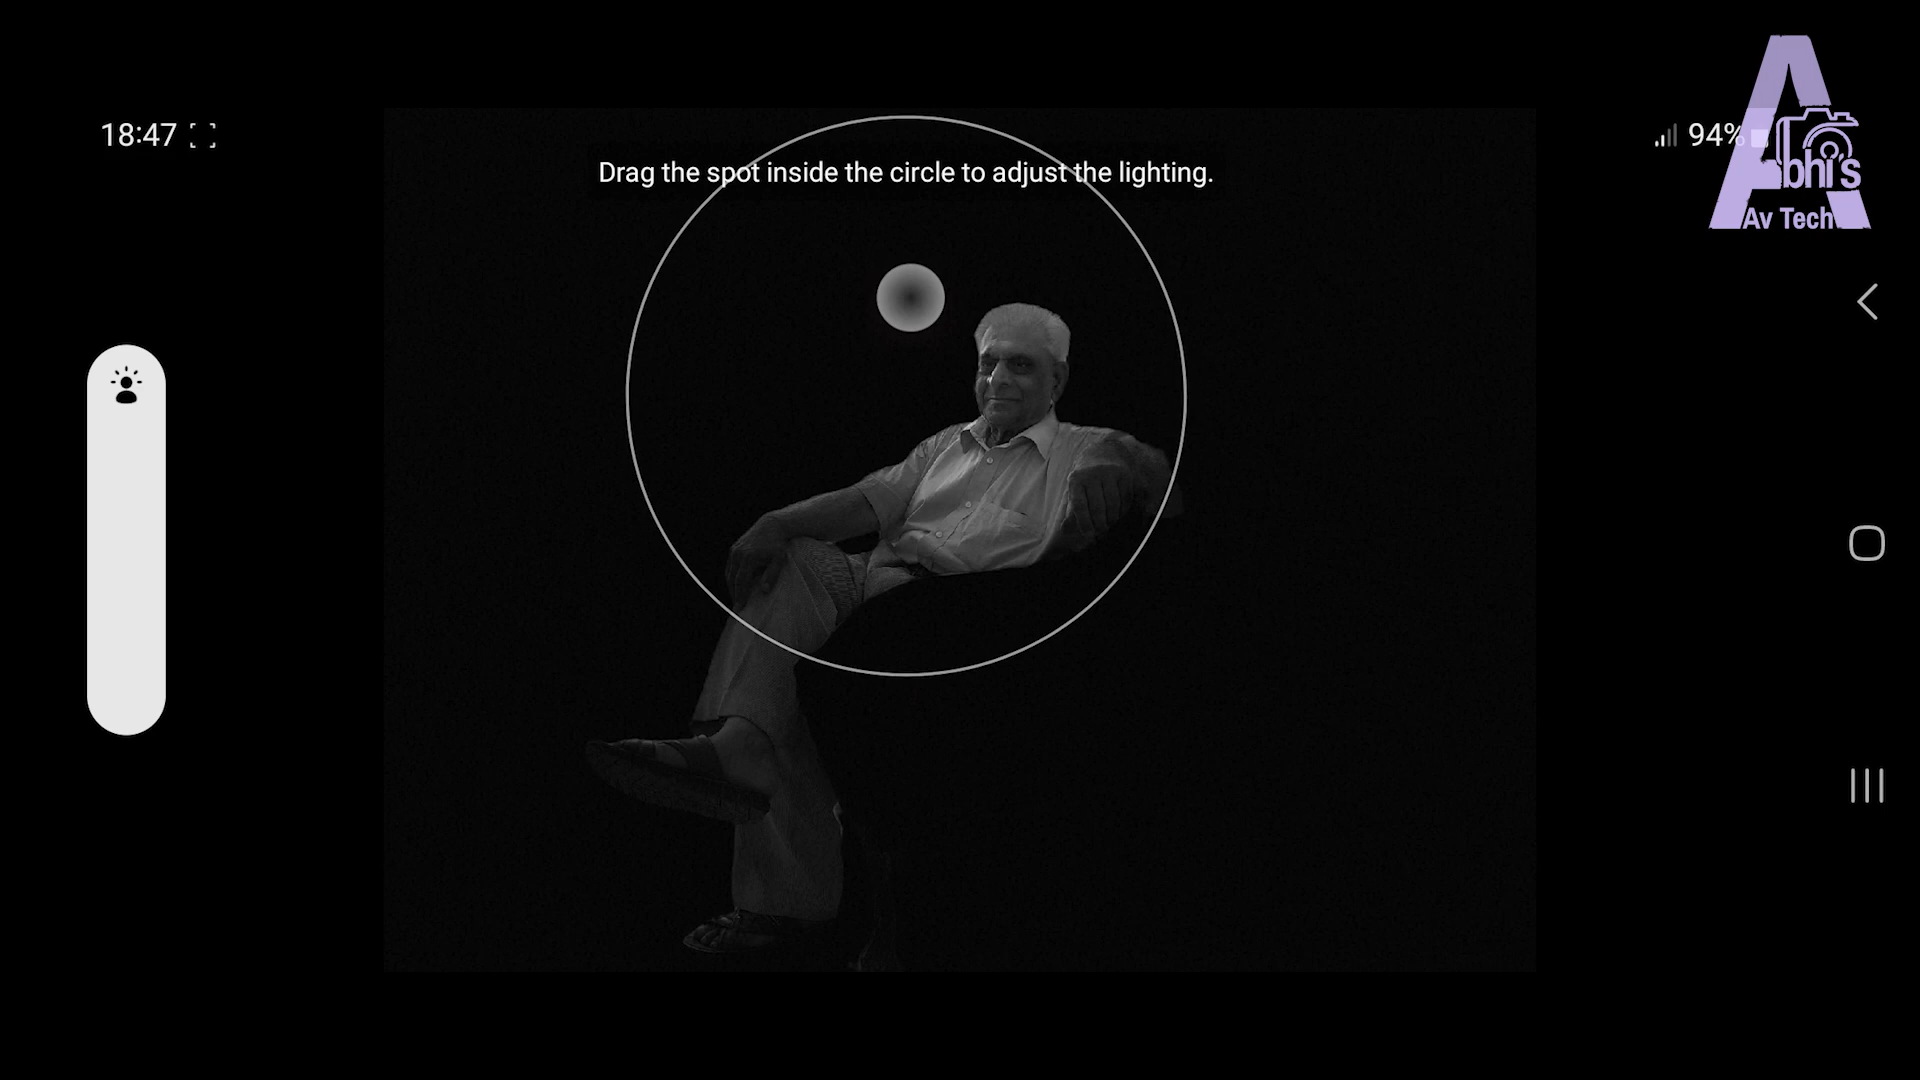 18:47
94%
Drag the spot inside the circle to adjust the lighting.
Abhi's
Av Tech